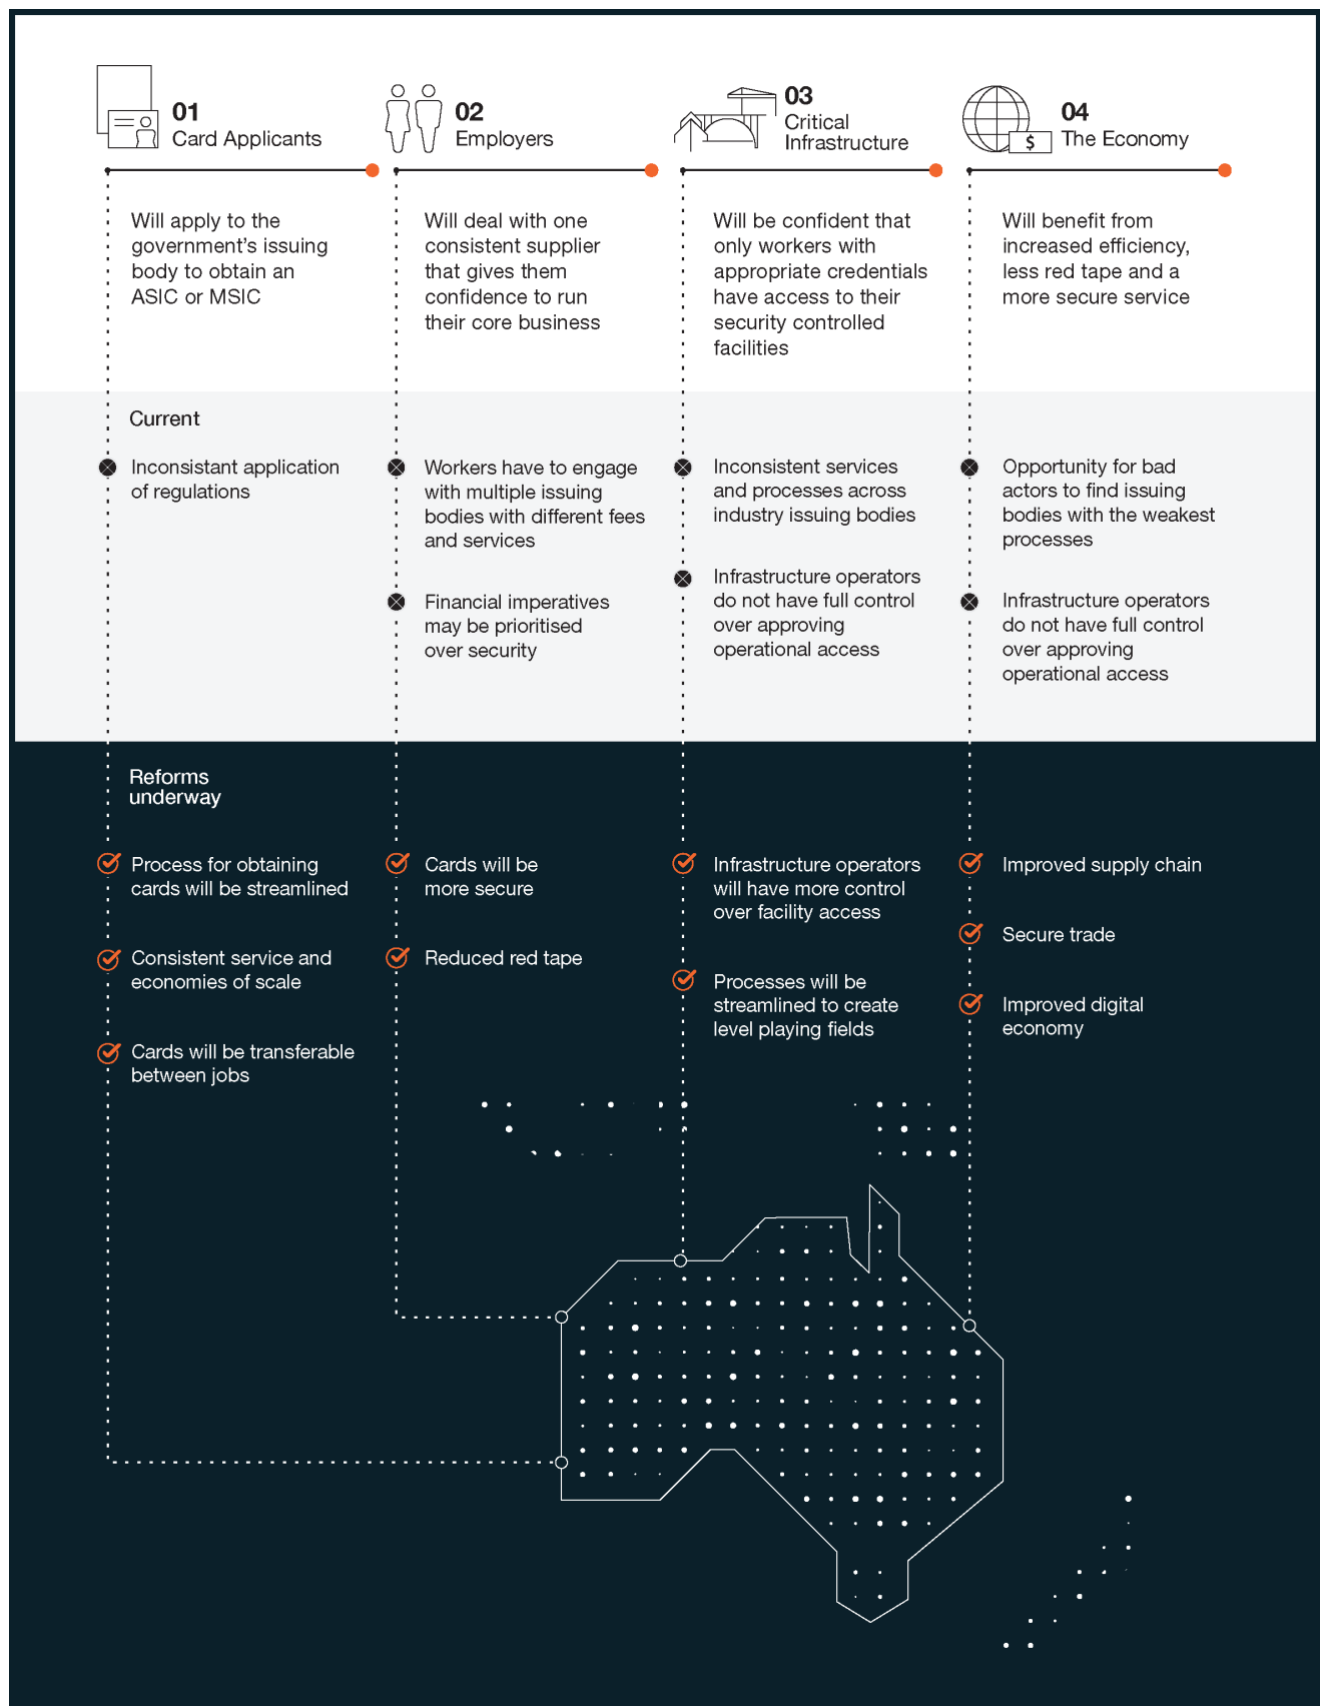 01
Card Applicants
02
Employers
03
Critical
Infrastructure
04
The Economy
$
Will apply to the
government’s issuing
body to obtain an
ASIC or MSIC
Will deal with one
consistent supplier
that gives them
confidence to run
their core business
Will be confident that
only workers with
appropriate credentials
have access to their
security controlled
facilities
Will benefit from
increased efficiency,
less red tape and a
more secure service
Current
Inconsistant application
of regulations
Workers have to engage
with multiple issuing
bodies with different fees
and services
Financial imperatives
may be prioritised
over security
Inconsistent services
and processes across
industry issuing bodies
Infrastructure operators
do not have full control
over approving
operational access
Opportunity for bad
actors to find issuing
bodies with the weakest
processes
Infrastructure operators
do not have full control
over approving
operational access
Reforms
underway
Process for obtaining
cards will be streamlined
Consistent service and
economies of scale
Cards will be transferable
between jobs
Cards will be
more secure
Reduced red tape
Infrastructure operators
will have more control
over facility access
Processes will be
streamlined to create
level playing fields
Improved supply chain
Secure trade
Improved digital
economy